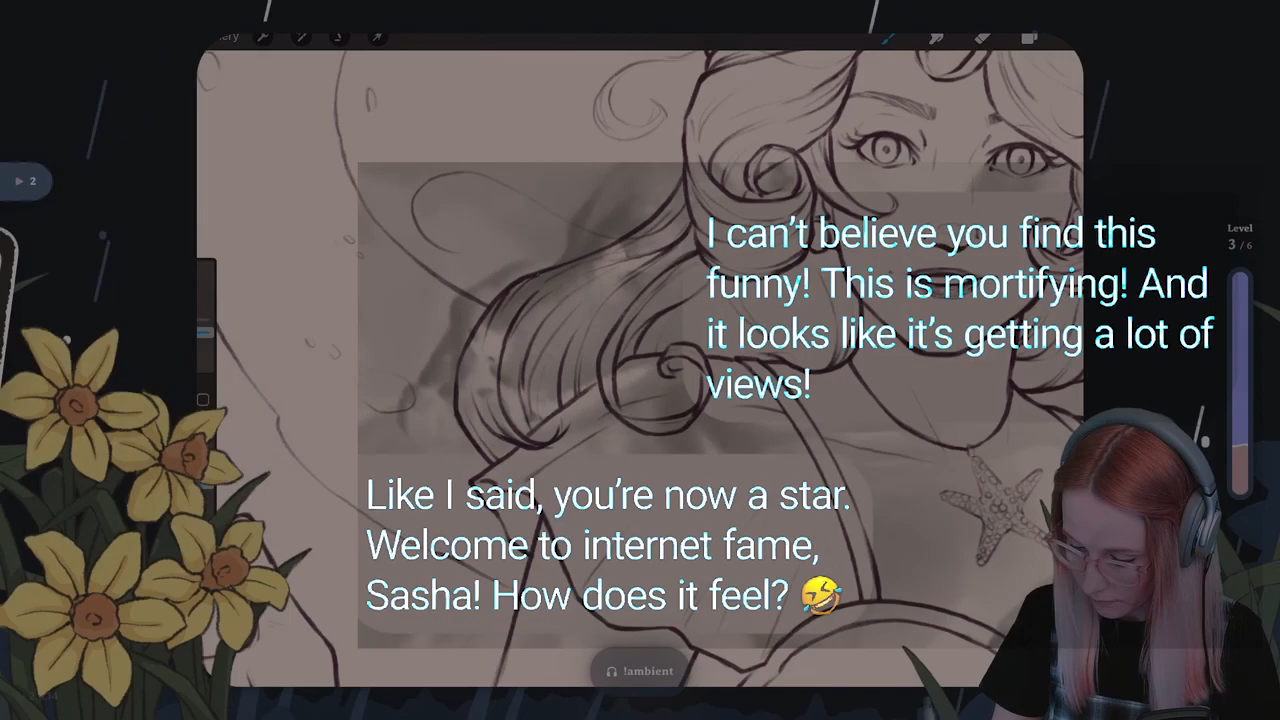 ery
2
I can’t believe you find this
funny! This is mortifying! And
it looks like it’s getting a lot of
views!
Level
3 / 6
Like I said, you’re now a star.
Welcome to internet fame,
Sasha! How does it feel? 🤣
!ambient